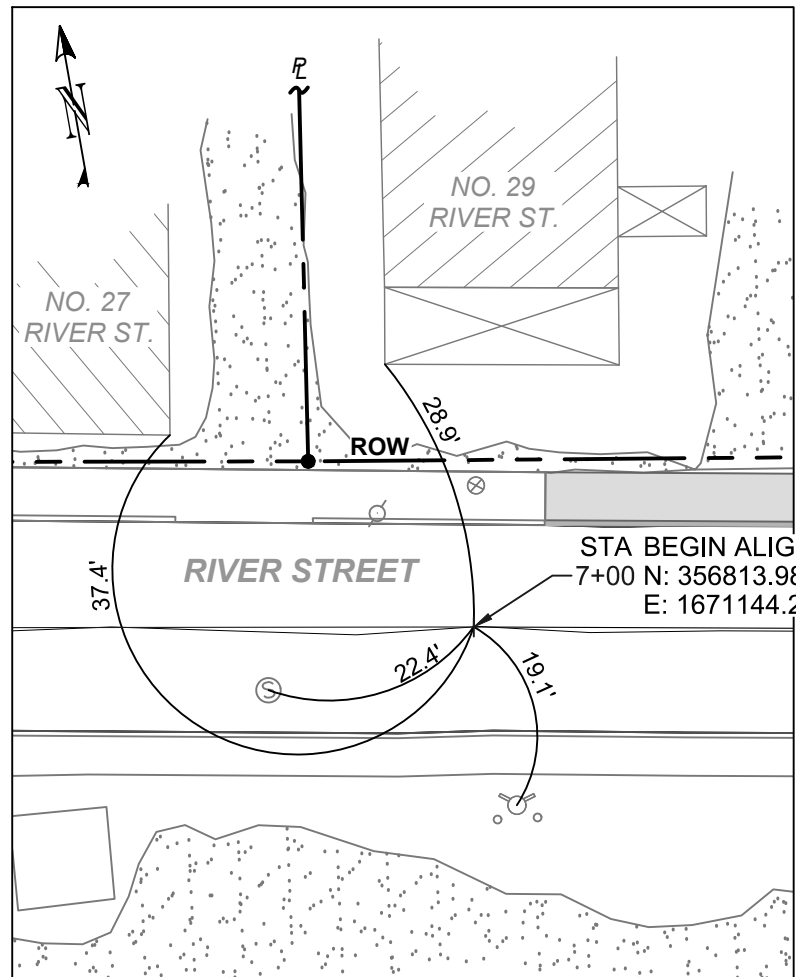 N
PL
NO. 29
RIVER ST.
NO. 27
RIVER ST.
28.9'
ROW
STA BEGIN ALIG
7+00 N: 356813.98
E: 1671144.2
RIVER STREET
37.4'
22.4'
19.1'
S